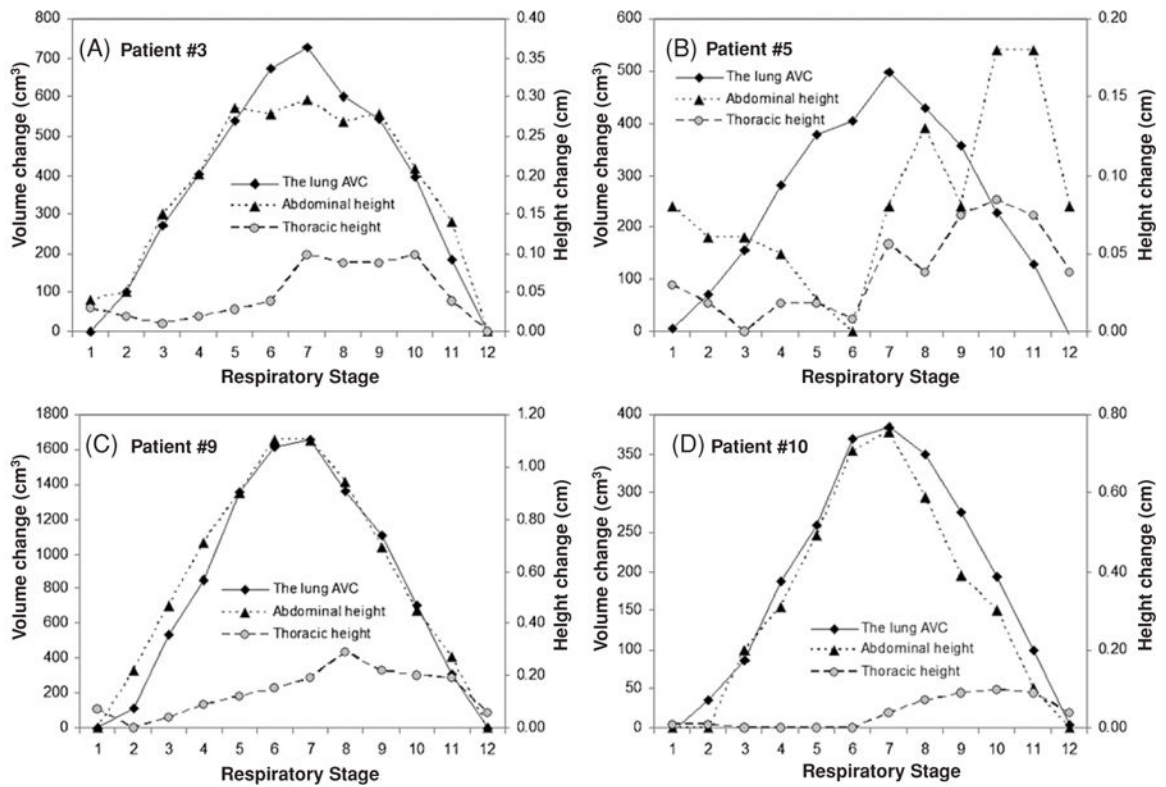 (A) Patient #3
Volume change (cm³)
800
700
600
500
400
300
200
100
0
0.40
0.35
0.30
0.25
0.20
0.15
0.10
0.05
0.00
Height change (cm)
The lung AVC
Abdominal height
Thoracic height
1 2 3 4 5 6 7 8 9 10 11 12
Respiratory Stage
(B) Patient #5
Volume change (cm³)
600
500
400
300
200
100
0
0.20
0.15
0.10
0.05
0.00
Height change (cm)
The lung AVC
Abdominal height
Thoracic height
1 2 3 4 5 6 7 8 9 10 11 12
Respiratory Stage
(C) Patient #9
Volume change (cm³)
1800
1600
1400
1200
1000
800
600
400
200
0
1.20
1.00
0.80
0.60
0.40
0.20
0.00
Height change (cm)
The lung AVC
Abdominal height
Thoracic height
1 2 3 4 5 6 7 8 9 10 11 12
Respiratory Stage
(D) Patient #10
Volume change (cm³)
400
350
300
250
200
150
100
50
0
0.80
0.60
0.40
0.20
0.00
Height change (cm)
The lung AVC
Abdominal height
Thoracic height
1 2 3 4 5 6 7 8 9 10 11 12
Respiratory Stage